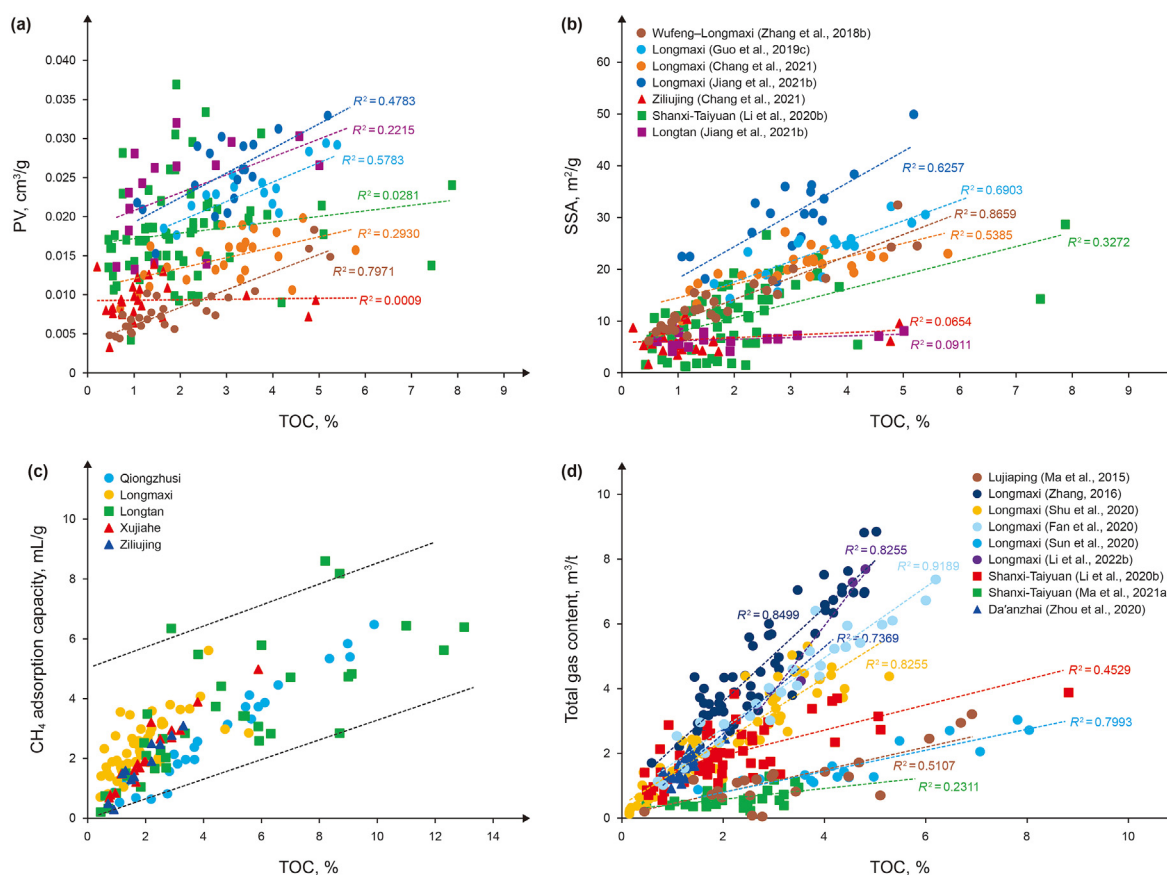 (a)
0.040
0.035
0.030
0.025
0.020
0.015
0.010
0.005
0
PV, cm³/g
R² = 0.4783
R² = 0.2215
R² = 0.5783
R² = 0.0281
R² = 0.2930
R² = 0.7971
R² = 0.0009
0 1 2 3 4 5 6 7 8 9
TOC, %
(b)
60
50
40
30
20
10
0
SSA, m²/g
Wufeng–Longmaxi (Zhang et al., 2018b)
Longmaxi (Guo et al., 2019c)
Longmaxi (Chang et al., 2021)
Longmaxi (Jiang et al., 2021b)
Ziliujing (Chang et al., 2021)
Shanxi-Taiyuan (Li et al., 2020b)
Longtan (Jiang et al., 2021b)
R² = 0.6257
R² = 0.6903
R² = 0.8659
R² = 0.5385
R² = 0.3272
R² = 0.0654
R² = 0.0911
0 1 2 3 4 5 6 7 8 9
TOC, %
(c)
10
8
6
4
2
0
CH₄ adsorption capacity, mL/g
Qiongzhusi
Longmaxi
Longtan
Xujiahe
Ziliujing
0 2 4 6 8 10 12 14
TOC, %
(d)
10
8
6
4
2
0
Total gas content, m³/t
Lujiaping (Ma et al., 2015)
Longmaxi (Zhang, 2016)
Longmaxi (Shu et al., 2020)
Longmaxi (Fan et al., 2020)
Longmaxi (Sun et al., 2020)
Longmaxi (Li et al., 2022b)
Shanxi-Taiyuan (Li et al., 2020b)
Shanxi-Taiyuan (Ma et al., 2021a
Da'anzhai (Zhou et al., 2020)
R² = 0.8255
R² = 0.9189
R² = 0.8499
R² = 0.7369
R² = 0.8255
R² = 0.4529
R² = 0.7993
R² = 0.5107
R² = 0.2311
0 2 4 6 8 10
TOC, %